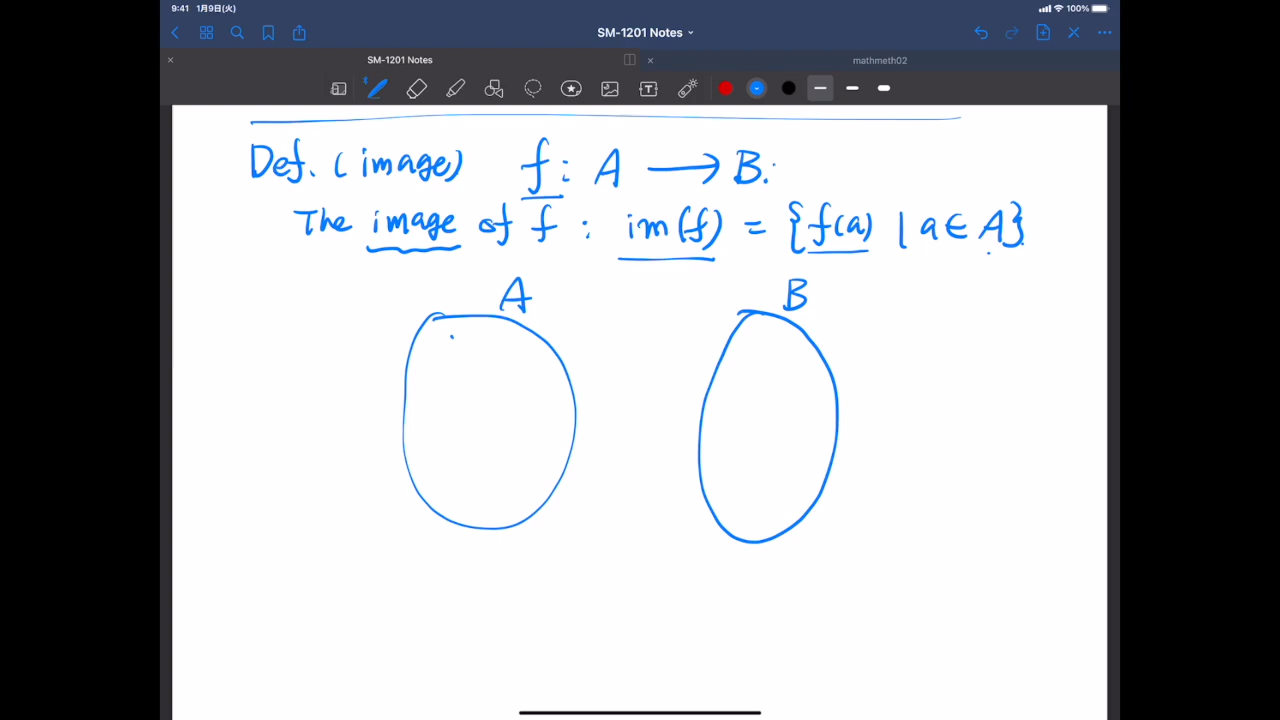 9:41 1月9日(火)
100%
SM-1201 Notes
SM-1201 Notes
mathmeth02
Def. (image) f: A ⟶ B.
The image of f : im(f) = {f(a) | a ∈ A}
A
B